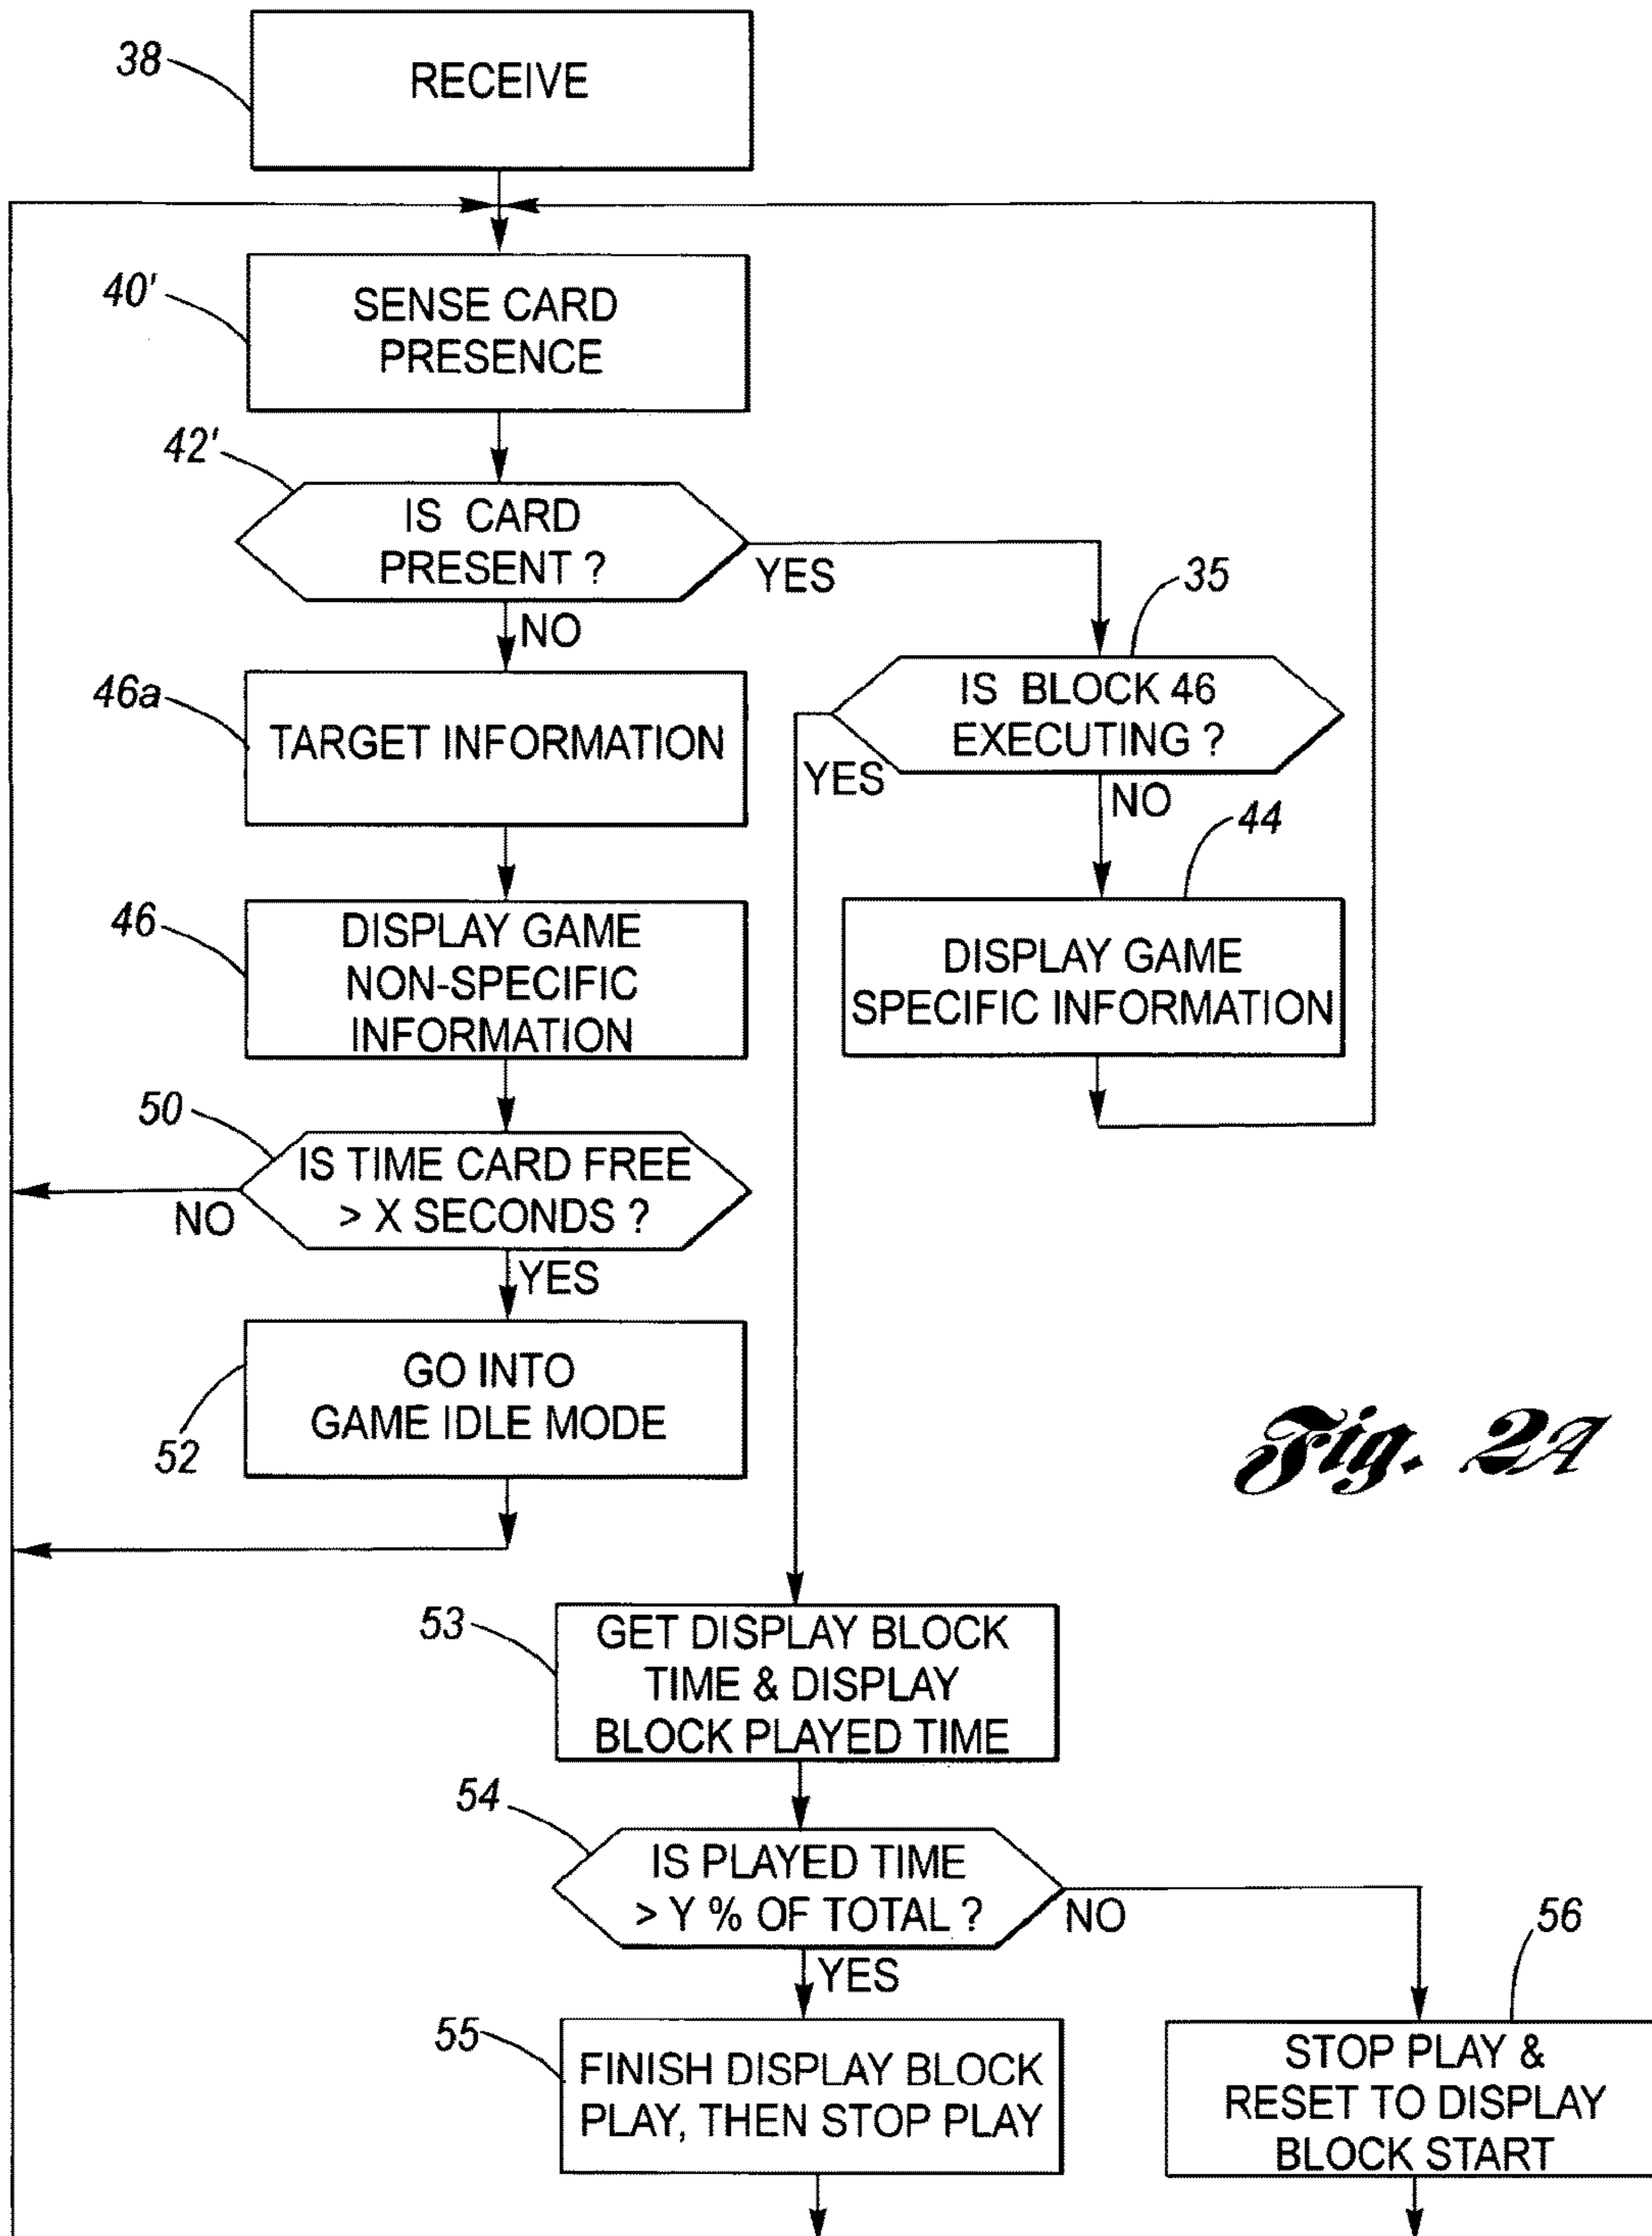 38
RECEIVE
40'
SENSE CARD
PRESENCE
42'
IS CARD
PRESENT ?
YES
NO
35
IS BLOCK 46
EXECUTING ?
YES
NO
46a
TARGET INFORMATION
44
DISPLAY GAME
SPECIFIC INFORMATION
46
DISPLAY GAME
NON-SPECIFIC
INFORMATION
50
IS TIME CARD FREE
> X SECONDS ?
NO
YES
52
GO INTO
GAME IDLE MODE
Fig. 2A
53
GET DISPLAY BLOCK
TIME & DISPLAY
BLOCK PLAYED TIME
54
IS PLAYED TIME
> Y % OF TOTAL ?
NO
YES
55
FINISH DISPLAY BLOCK
PLAY, THEN STOP PLAY
56
STOP PLAY &
RESET TO DISPLAY
BLOCK START